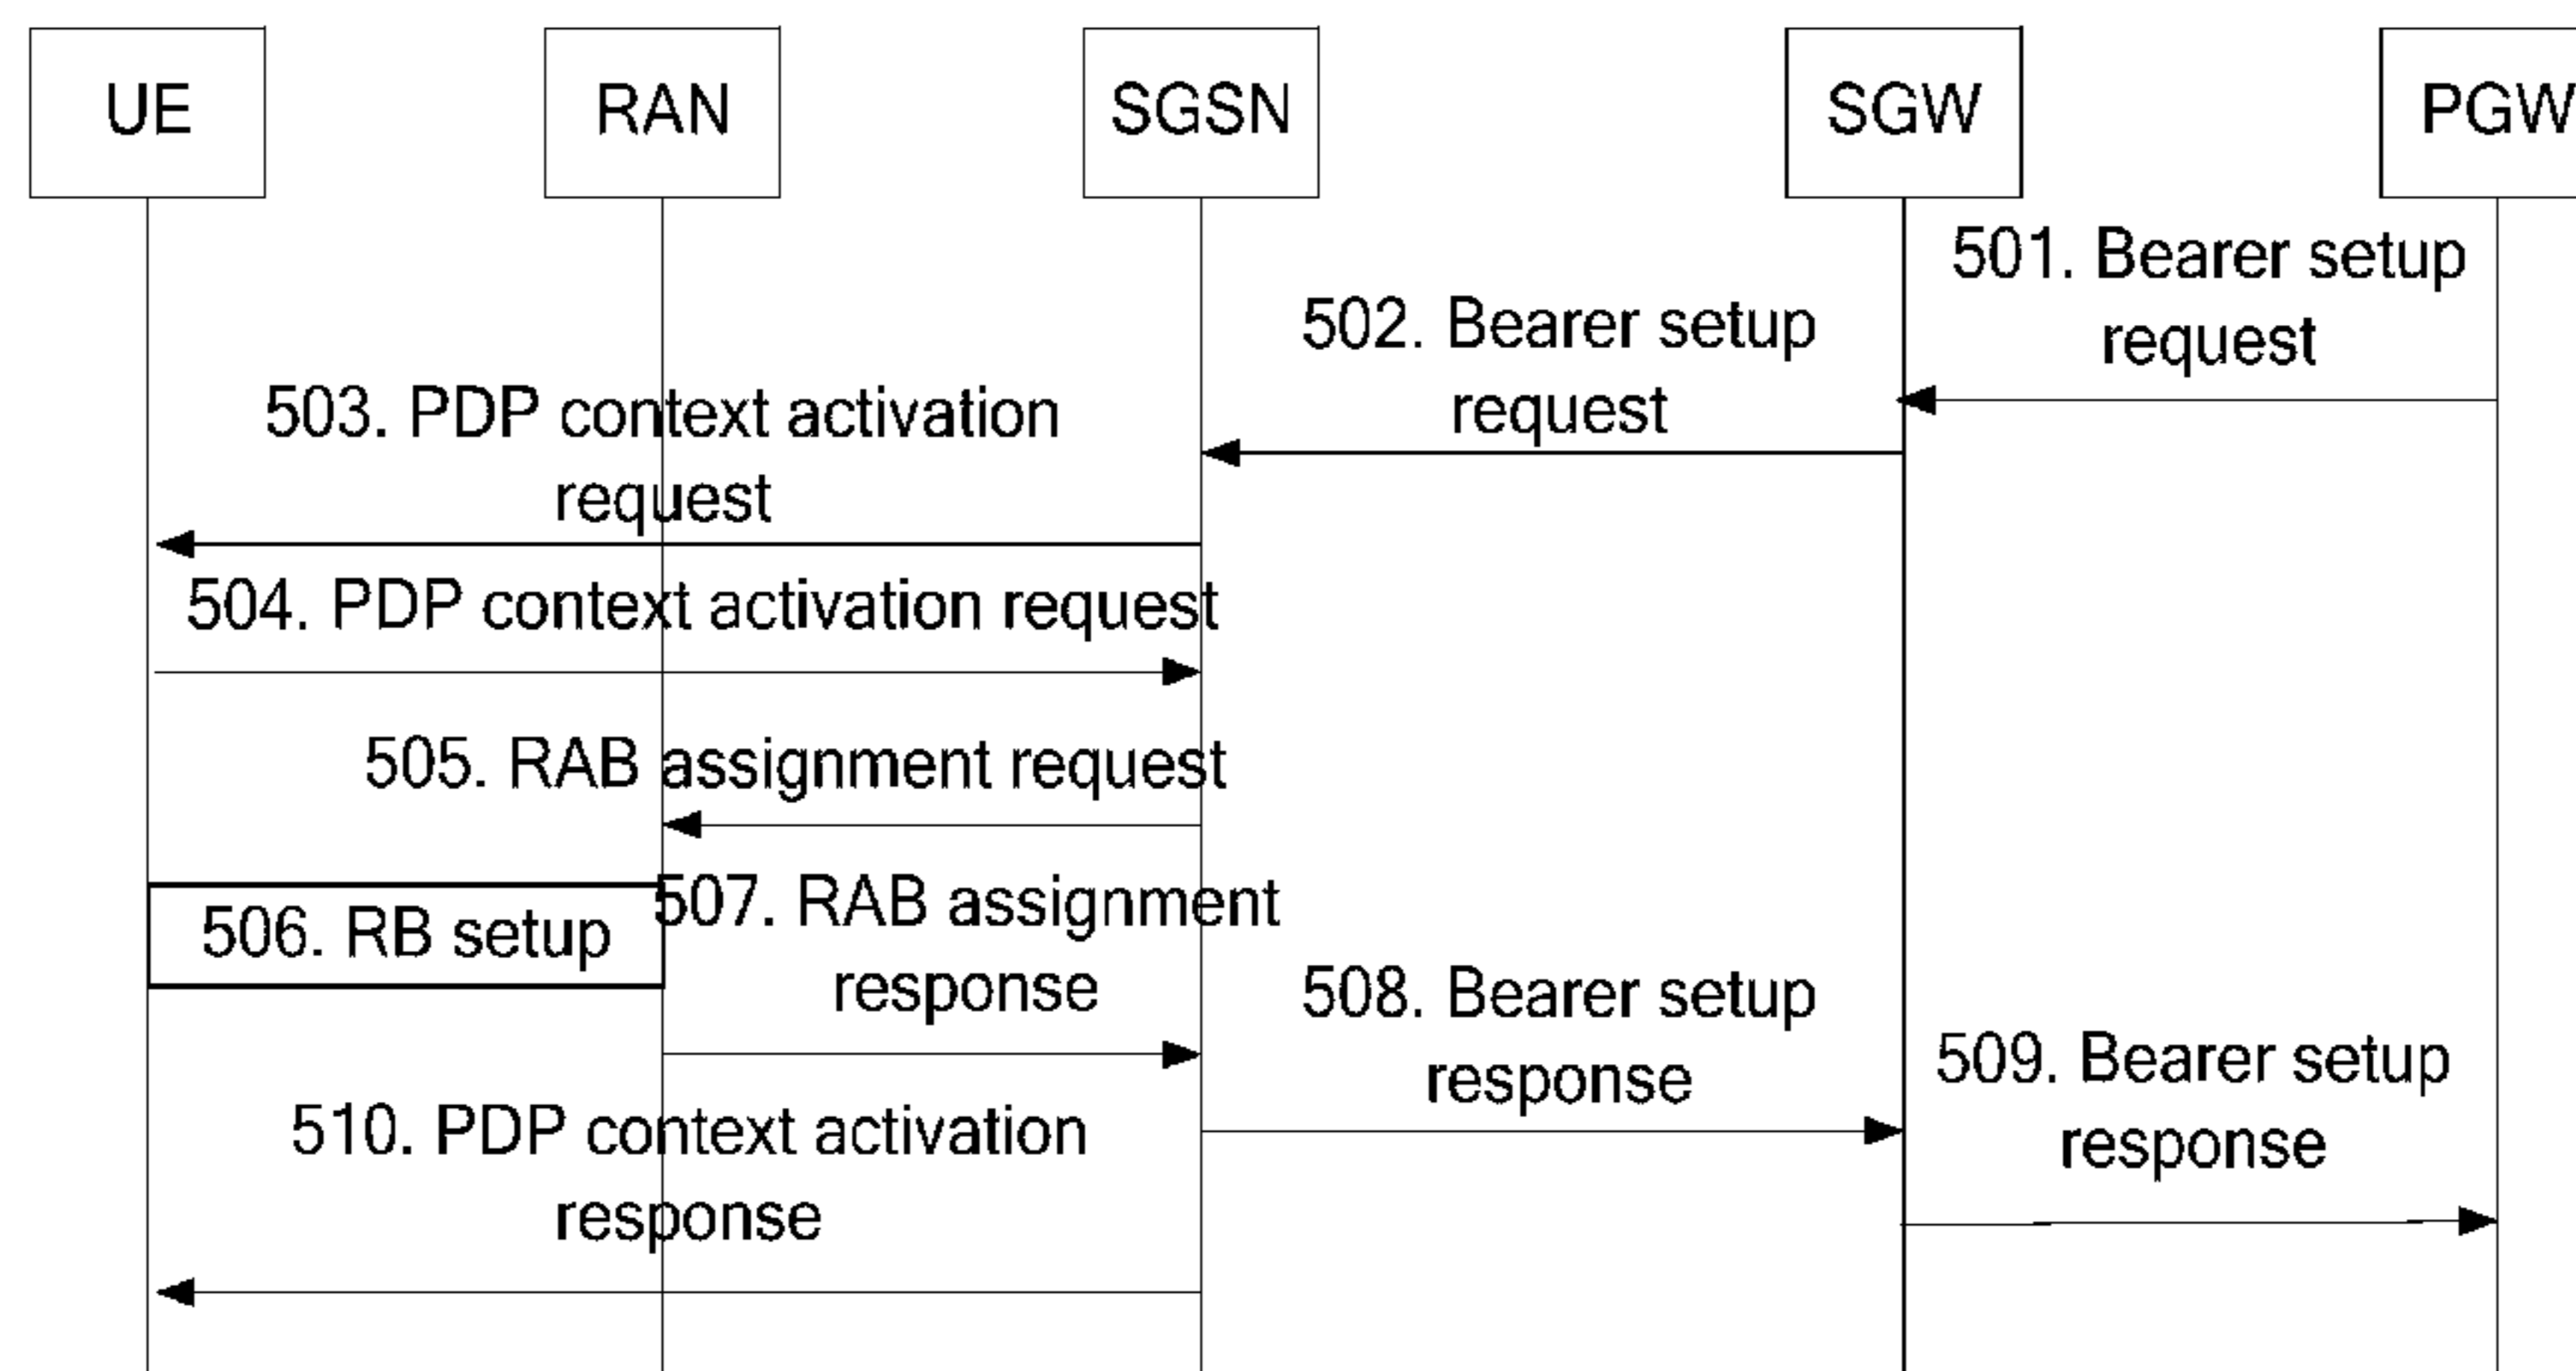 UE
RAN
SGSN
SGW
PGW
501. Bearer setup
request
502. Bearer setup
request
503. PDP context activation
request
504. PDP context activation request
505. RAB assignment request
506. RB setup
507. RAB assignment
response
508. Bearer setup
response
509. Bearer setup
response
510. PDP context activation
response